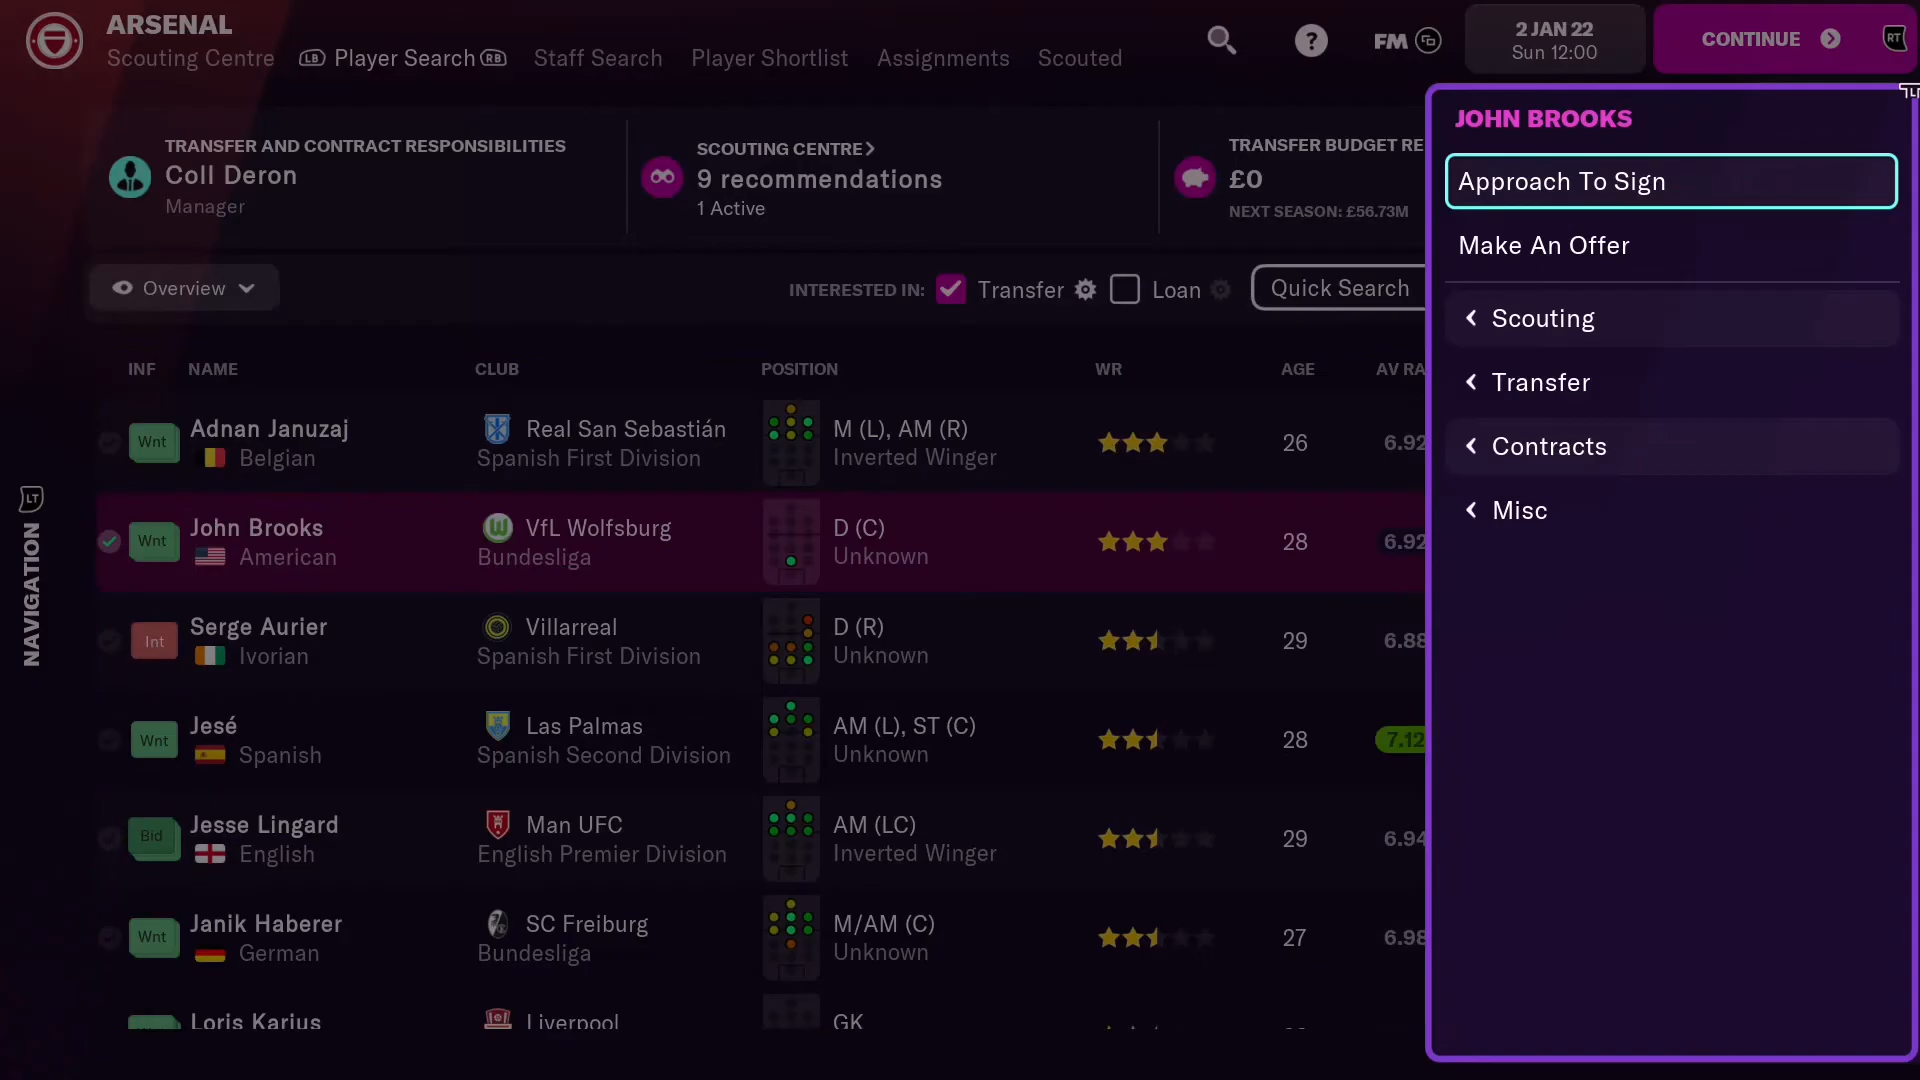 ARSENAL
Scouting Centre
LB
Player Search
RB
Staff Search
Player Shortlist
Assignments
Scouted
?
FM
2 JAN 22
Sun 12:00
CONTINUE
RT
TRANSFER AND CONTRACT RESPONSIBILITIES
Coll Deron
Manager
SCOUTING CENTRE
9 recommendations
1 Active
TRANSFER BUDGET RE
£0
NEXT SEASON: £56.73M
Overview
INTERESTED IN:
Transfer
Loan
Quick Search
INF NAME CLUB POSITION WR AGE AV RA
Wnt
Adnan Januzaj
Belgian
Real San Sebastián
Spanish First Division
M (L), AM (R)
Inverted Winger
26
6.92
Wnt
John Brooks
American
VfL Wolfsburg
Bundesliga
D (C)
Unknown
28
6.92
Int
Serge Aurier
Ivorian
Villarreal
Spanish First Division
D (R)
Unknown
29
6.88
Wnt
Jesé
Spanish
Las Palmas
Spanish Second Division
AM (L), ST (C)
Unknown
28
7.12
Bid
Jesse Lingard
English
Man UFC
English Premier Division
AM (LC)
Inverted Winger
29
6.94
Wnt
Janik Haberer
German
SC Freiburg
Bundesliga
M/AM (C)
Unknown
27
6.98
Loris Karius
Liverpool
GK
LT
NAVIGATION
JOHN BROOKS
Approach To Sign
Make An Offer
Scouting
Transfer
Contracts
Misc